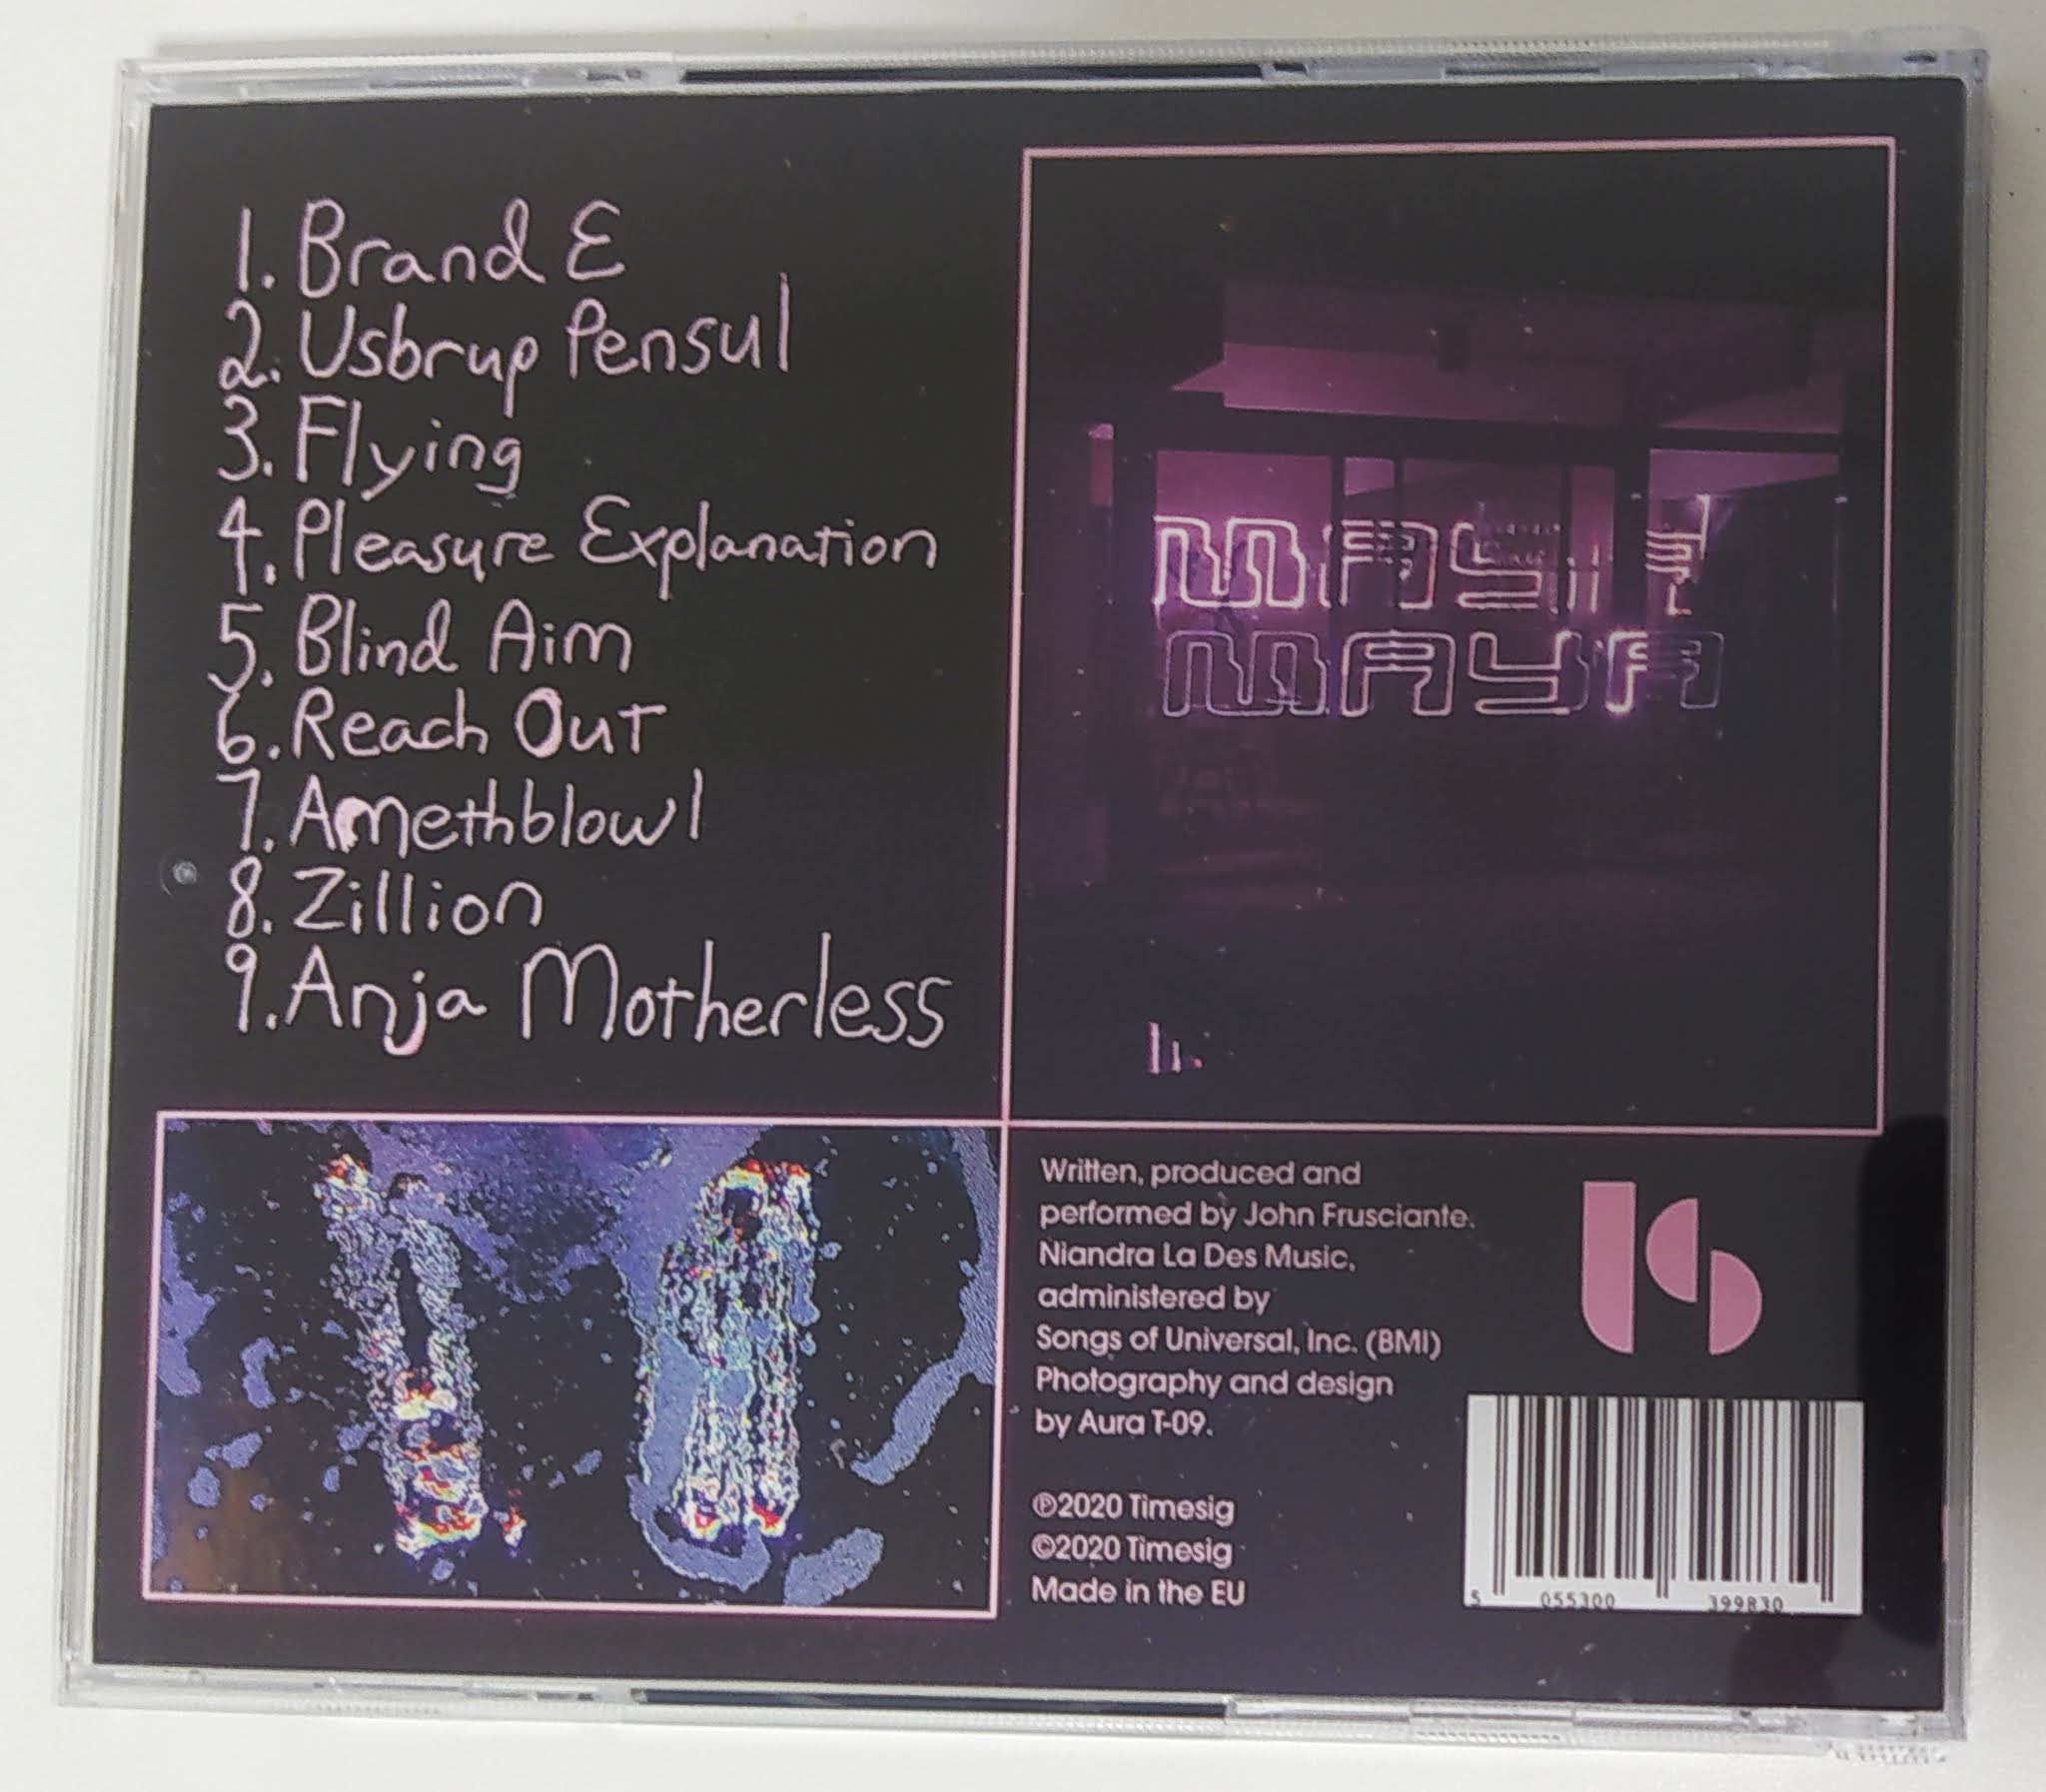 1. Brand E
2. Usbrup Pensul
3. Flying
4. Pleasure Explanation
5. Blind Aim
6. Reach Out
7. Amethblowl
8. Zillion
9. Anja Motherless
MAYA
MAYA
Written, produced and
performed by John Frusciante.
Niandra La Des Music,
administered by
Songs of Universal, Inc. (BMI)
Photography and design
by Aura T-09.
℗2020 Timesig
©2020 Timesig
Made in the EU
5 055300 399830